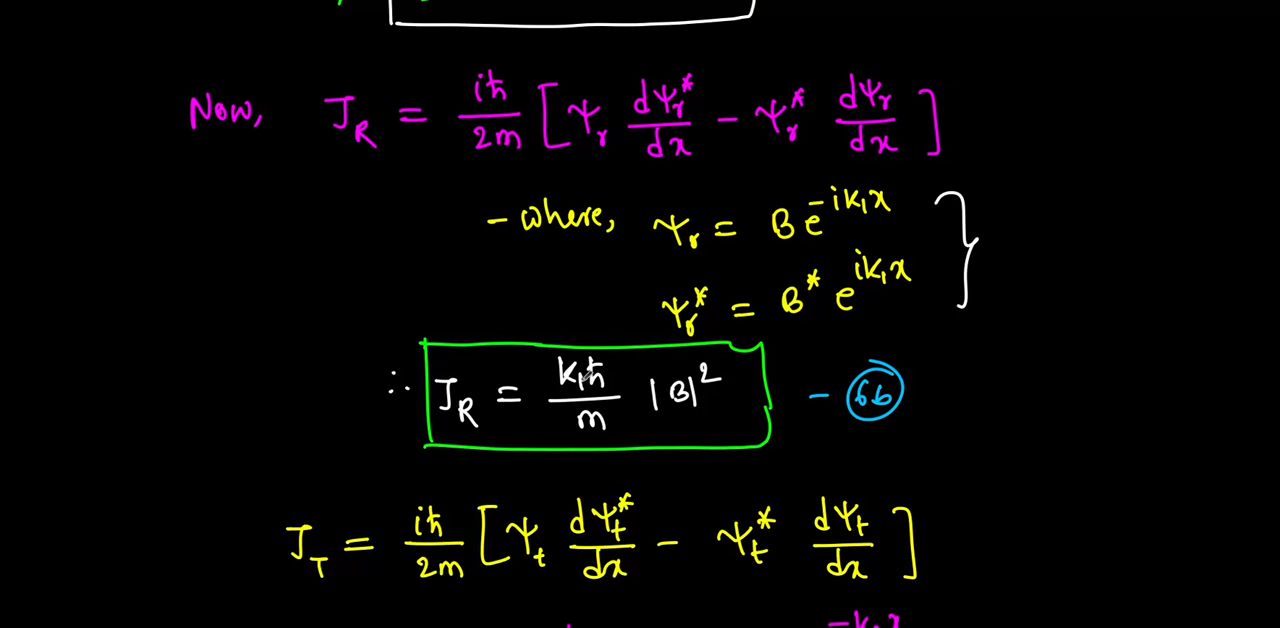 Now, J_R = iħ/2m [ψ_r dψ_r*/dx - ψ_r* dψ_r/dx]
- where, ψ_r = B e^{-ik₁x}
ψ_r* = B* e^{ik₁x}
∴ J_R = k₁ħ/m |B|² - 6b
J_T = iħ/2m [ψ_t dψ_t*/dx - ψ_t* dψ_t/dx]